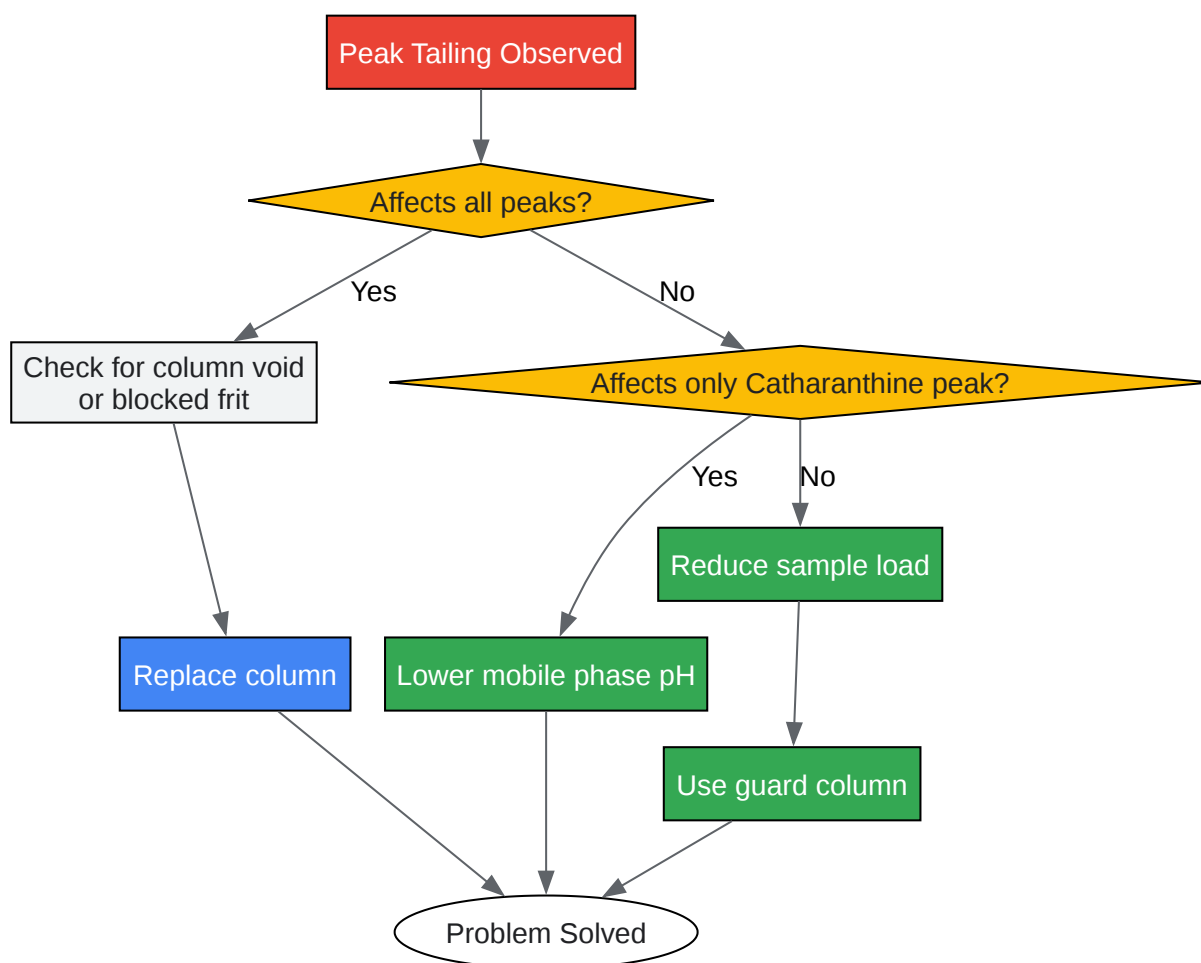 Peak Tailing Observed
Affects all peaks?
Yes
No
Check for column void
or blocked frit
Affects only Catharanthine peak?
Yes
No
Reduce sample load
Replace column
Lower mobile phase pH
Use guard column
Problem Solved